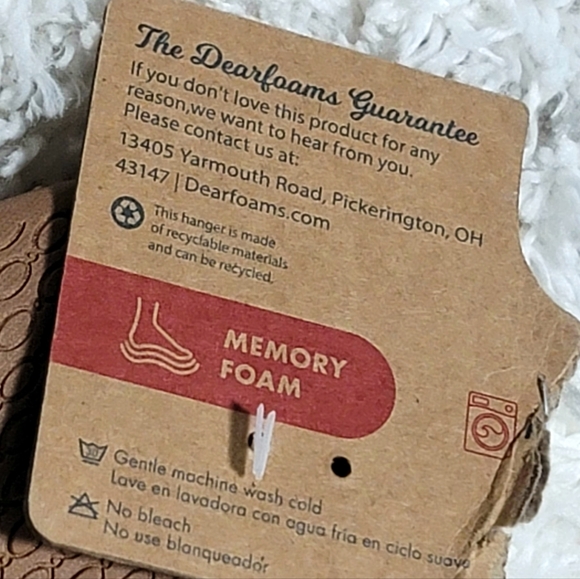 The Dearfoams Guarantee
If you don't love this product for any
reason,we want to hear from you.
Please contact us at:
13405 Yarmouth Road, Pickerington, OH
43147 | Dearfoams.com
This hanger is made
of recyclable materials
and can be recycled.
MEMORY
FOAM
Gentle machine wash cold
Lave en lavadora con agua fría en ciclo suave
No bleach
No use blanqueador